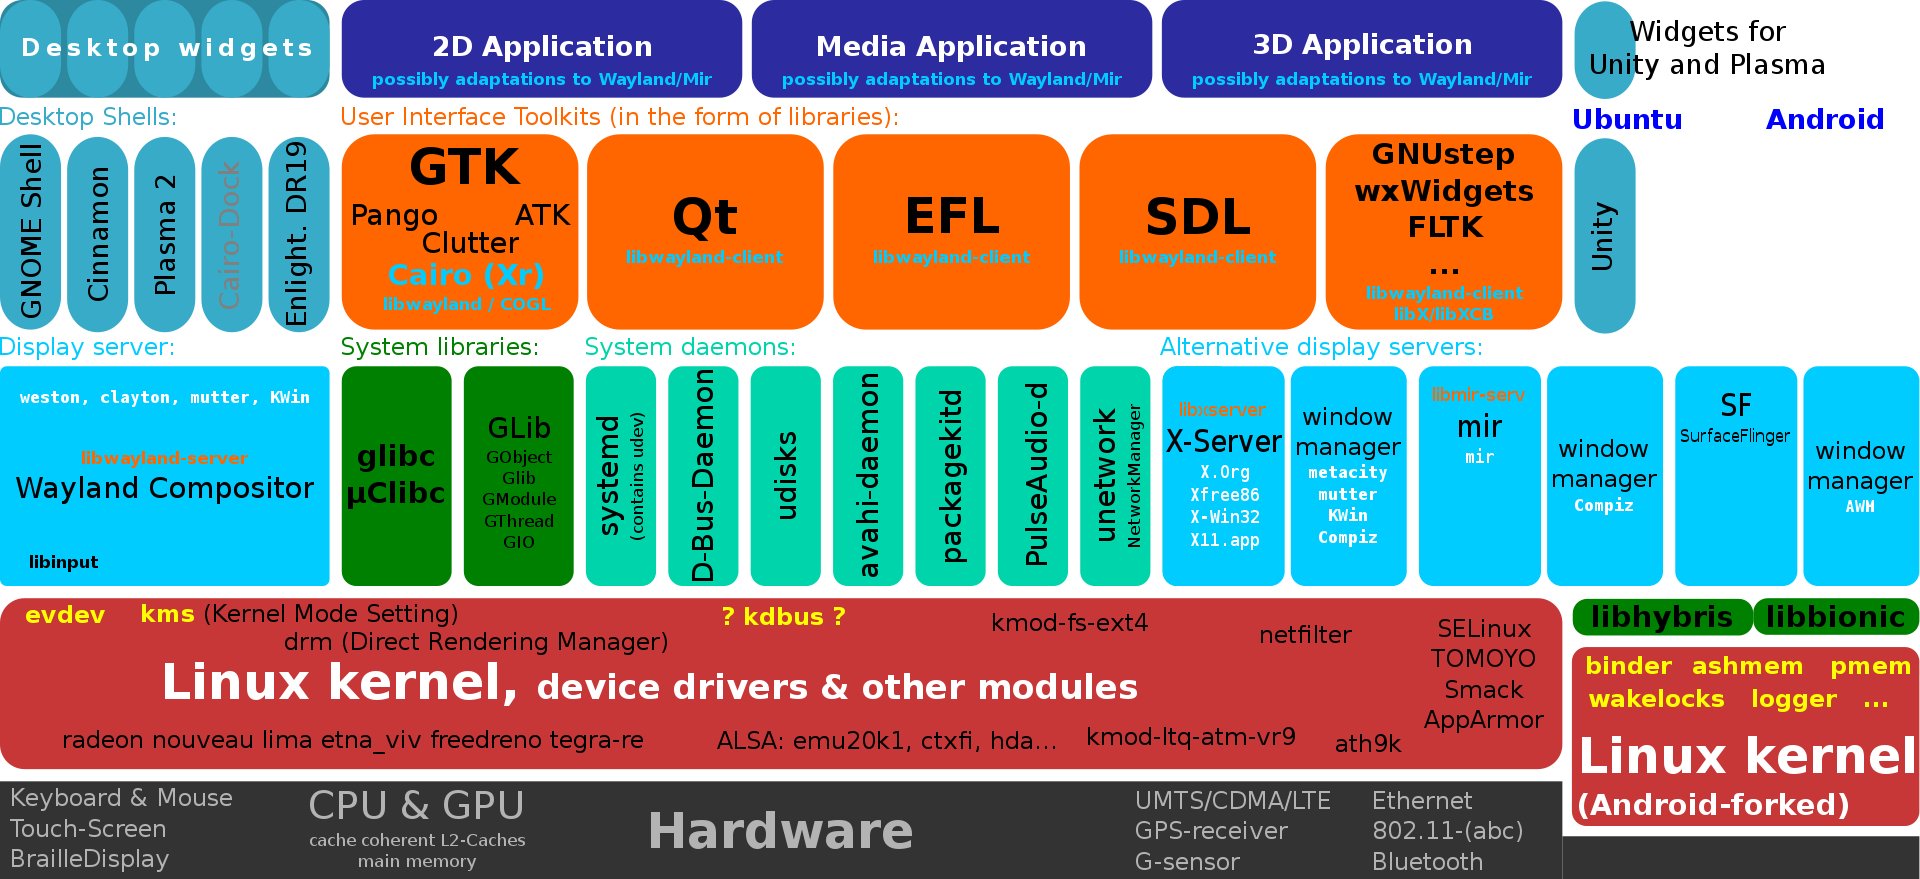 Desktop widgets
2D Application
possibly adaptations to Wayland/Mir
Media Application
possibly adaptations to Wayland/Mir
3D Application
possibly adaptations to Wayland/Mir
Widgets for
Unity and Plasma
Desktop Shells:
User Interface Toolkits (in the form of libraries):
Ubuntu
Android
GNOME Shell
Cinnamon
Plasma 2
Cairo-Dock
Enlight. DR19
GTK
Pango
ATK
Clutter
Cairo (Xr)
libwayland / COGL
Qt
libwayland-client
EFL
libwayland-client
SDL
libwayland-client
GNUstep
wxWidgets
FLTK
...
libwayland-client
libX/libXCB
Unity
Display server:
System libraries:
System daemons:
Alternative display servers:
weston, clayton, mutter, KWin
libwayland-server
Wayland Compositor
libinput
glibc
µClibc
GLib
GObject
Glib
GModule
GThread
GIO
systemd
(contains udev)
D-Bus-Daemon
udisks
avahi-daemon
packagekitd
PulseAudio-d
unetwork
NetworkManager
libxserver
X-Server
X.Org
Xfree86
X-Win32
X11.app
window
manager
metacity
mutter
KWin
Compiz
libmir-serv
mir
mir
window
manager
Compiz
SF
SurfaceFlinger
window
manager
AWM
evdev
kms (Kernel Mode Setting)
drm (Direct Rendering Manager)
? kdbus ?
kmod-fs-ext4
netfilter
SELinux
TOMOYO
Smack
AppArmor
Linux kernel, device drivers & other modules
radeon nouveau lima etna_viv freedreno tegra-re
ALSA: emu20k1, ctxfi, hda...
kmod-ltq-atm-vr9
ath9k
libhybris
libbionic
binder ashmem pmem
wakelocks logger ...
Linux kernel
(Android-forked)
Keyboard & Mouse
Touch-Screen
BrailleDisplay
CPU & GPU
cache coherent L2-Caches
main memory
Hardware
UMTS/CDMA/LTE
GPS-receiver
G-sensor
Ethernet
802.11-(abc)
Bluetooth